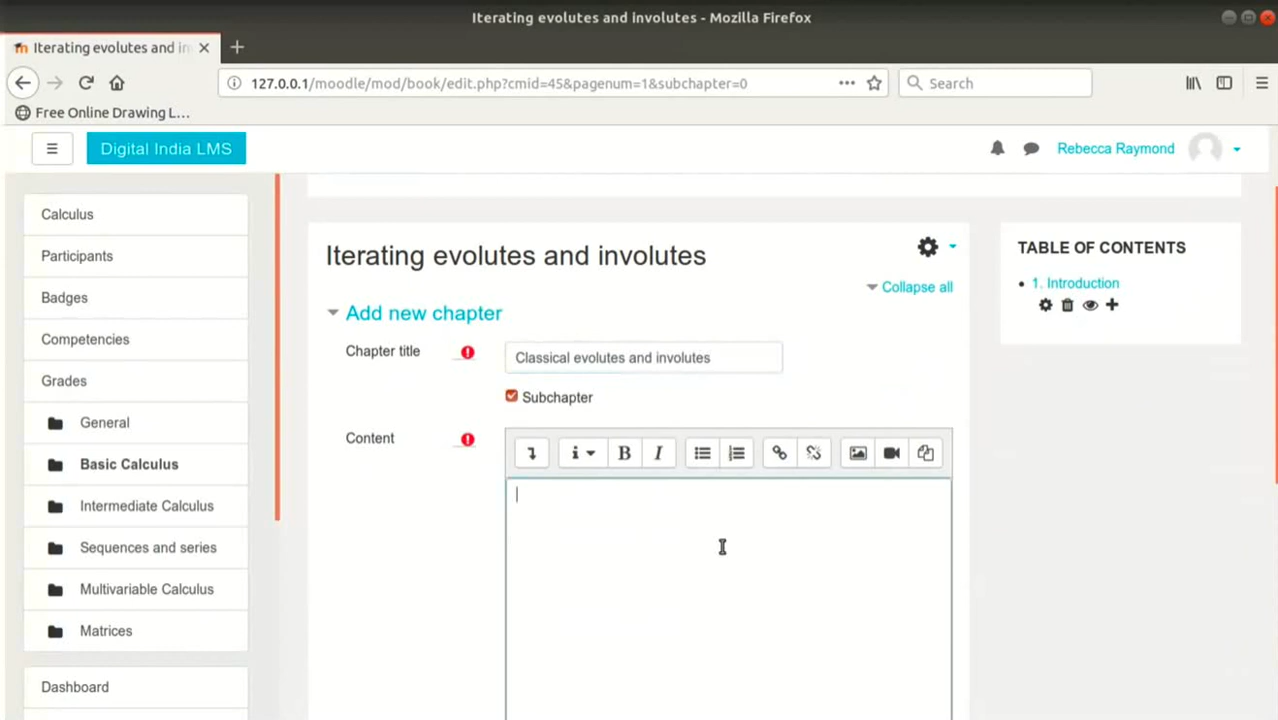 Iterating evolutes and involutes - Mozilla Firefox
Iterating evolutes and in
127.0.0.1/moodle/mod/book/edit.php?cmid=45&pagenum=1&subchapter=0
Search
Free Online Drawing L...
Digital India LMS
Rebecca Raymond
Calculus
Participants
Badges
Competencies
Grades
General
Basic Calculus
Intermediate Calculus
Sequences and series
Multivariable Calculus
Matrices
Dashboard
Iterating evolutes and involutes
Collapse all
Add new chapter
Chapter title
Classical evolutes and involutes
Subchapter
Content
i B I
TABLE OF CONTENTS
1. Introduction